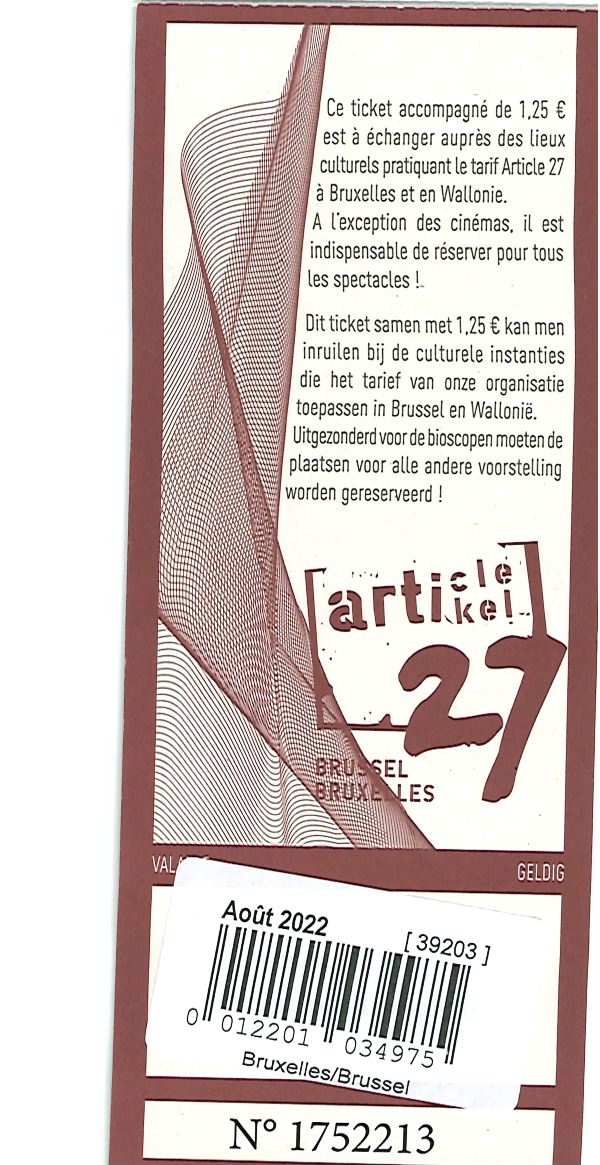 Ce ticket accompagné de 1,25 €
est à échanger auprès des lieux
culturels pratiquant le tarif Article 27
à Bruxelles et en Wallonie.
A l'exception des cinémas, il est
indispensable de réserver pour tous
les spectacles !
Dit ticket samen met 1,25 € kan men
inruilen bij de culturele instanties
die het tarief van onze organisatie
toepassen in Brussel en Wallonië.
Uitgezonderd voor de bioscopen moeten de
plaatsen voor alle andere voorstelling
worden gereserveerd !
[article
kel]
27
BRUSSEL
BRUXELLES
GELDIG
Août 2022
[ 39203 ]
0 012201 034975
Bruxelles/Brussel
N° 1752213